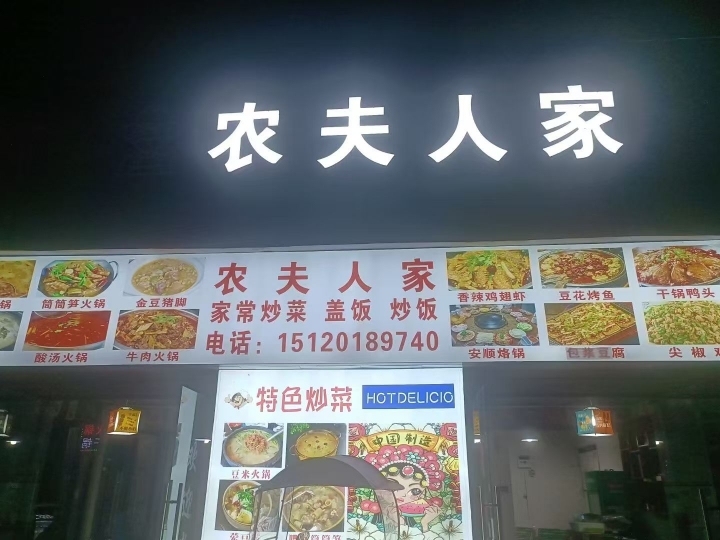 农夫人家
农夫人家
家常炒菜 盖饭 炒饭
电话：15120189740
锅
筒筒笋火锅
金豆猪脚
酸汤火锅
牛肉火锅
香辣鸡翅虾
豆花烤鱼
干锅鸭头
安顺烙锅
包浆豆腐
尖椒鸡
特色炒菜
HOTDELICIO
中国制造
豆米火锅